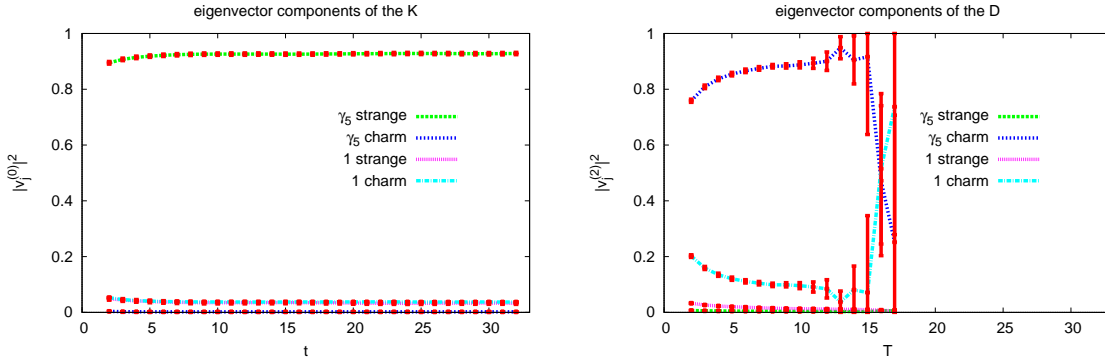 eigenvector components of the K
1
0.8
0.6
0.4
0.2
0
|v_j^(0)|^2
γ5 strange
γ5 charm
1 strange
1 charm
0 5 10 15 20 25 30
t
eigenvector components of the D
1
0.8
0.6
0.4
0.2
0
|v_j^(2)|^2
γ5 strange
γ5 charm
1 strange
1 charm
0 5 10 15 20 25 30
T